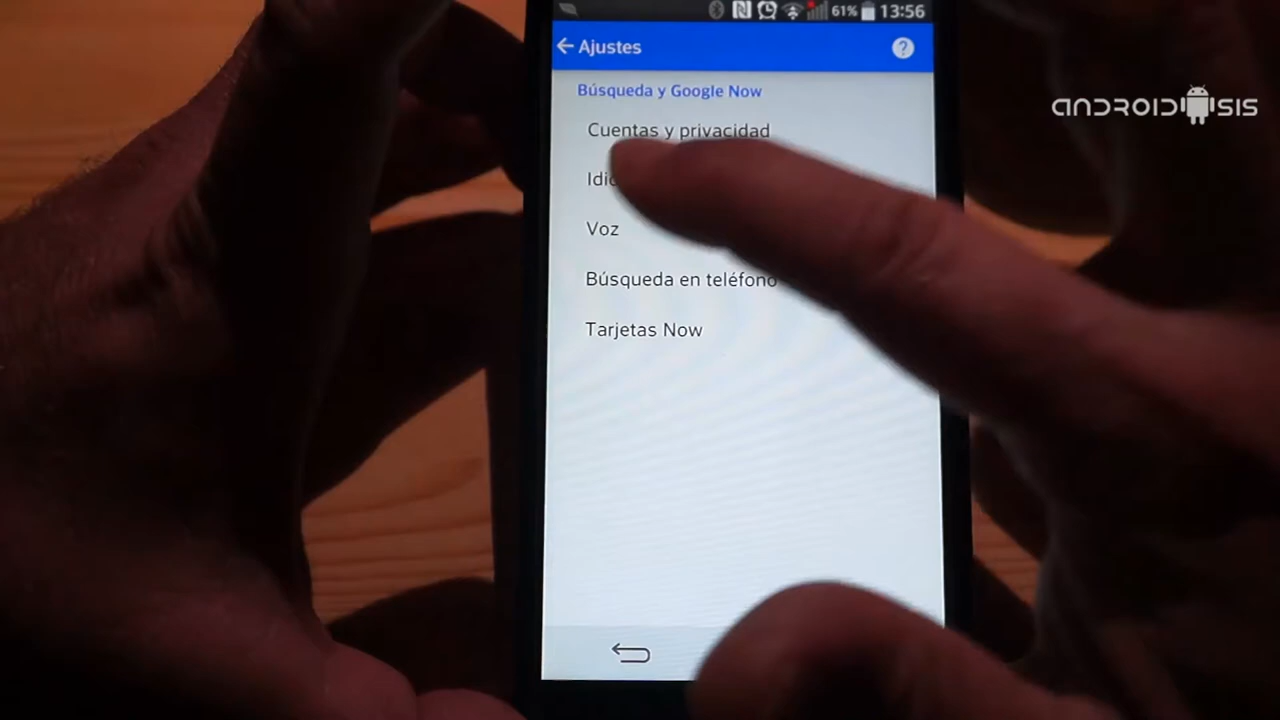 61% 13:56
Ajustes
?
ANDROIDSIS
Búsqueda y Google Now
Cuentas y privacidad
Voz
Búsqueda en teléfono
Tarjetas Now